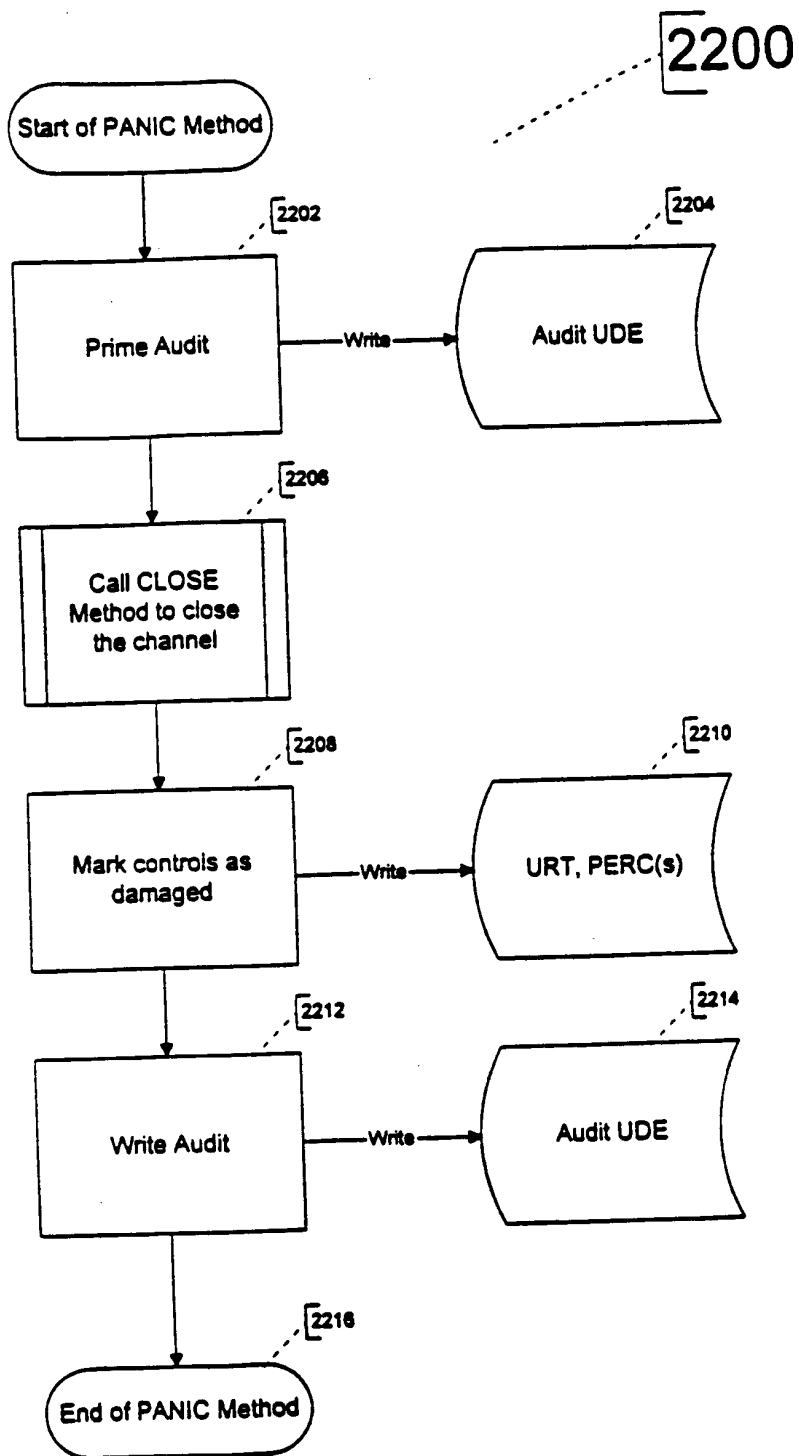 2200
Start of PANIC Method
2202
2204
Prime Audit
Write
Audit UDE
2206
Call CLOSE
Method to close
the channel
2208
2210
Mark controls as
damaged
Write
URT, PERC(s)
2212
2214
Write Audit
Write
Audit UDE
2216
End of PANIC Method